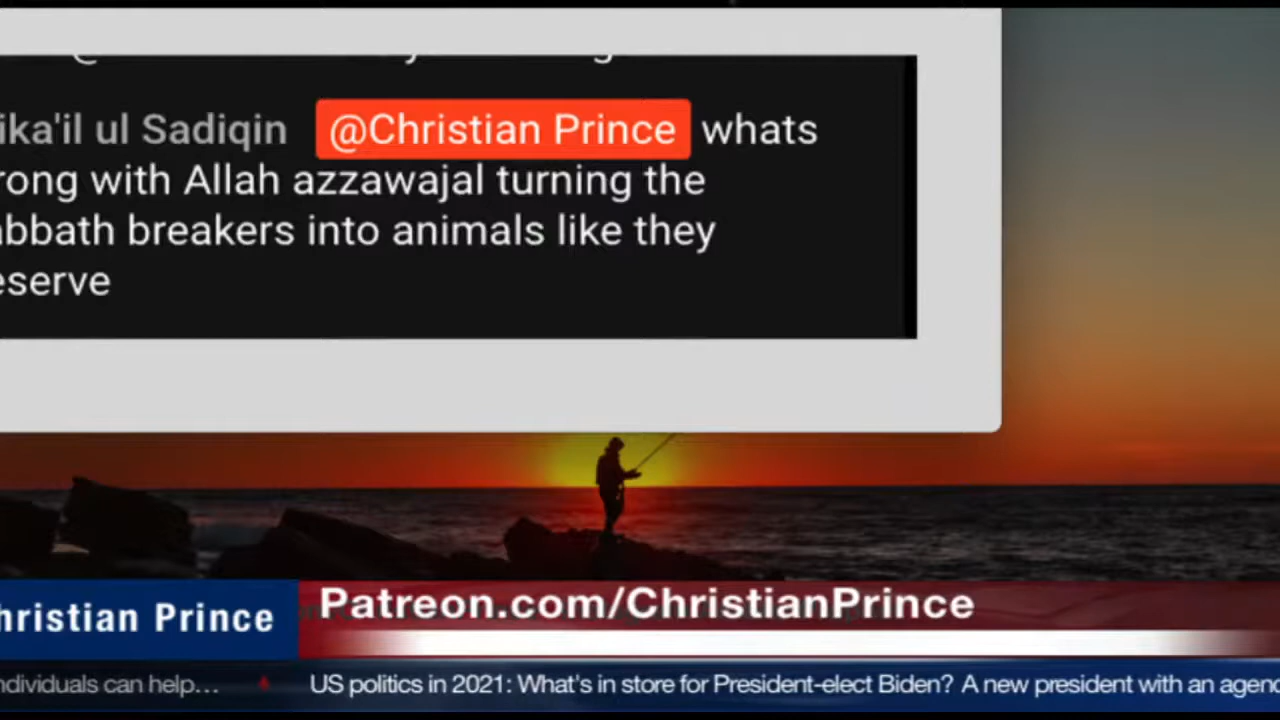 ika'il ul Sadiqin @Christian Prince whats
rong with Allah azzawajal turning the
abbath breakers into animals like they
eserve
hristian Prince
Patreon.com/ChristianPrince
ndividuals can help...
US politics in 2021: What's in store for President-elect Biden? A new president with an agend